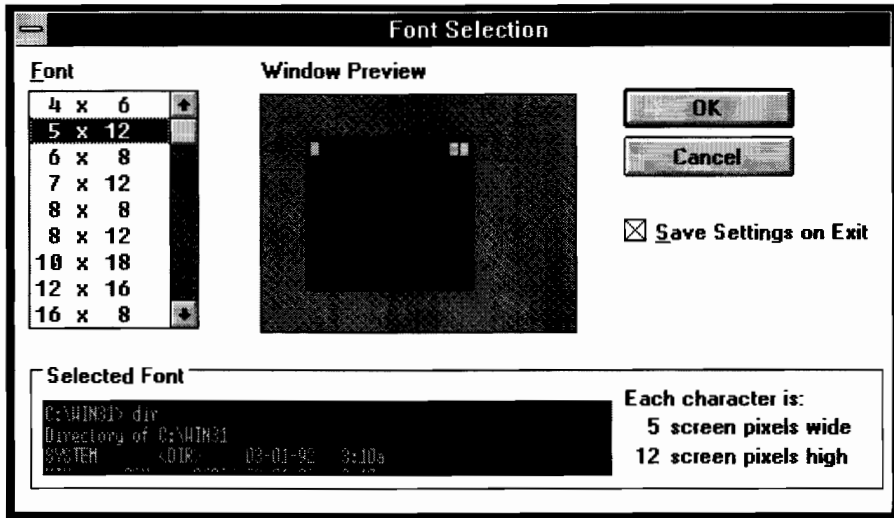 Font Selection
Font
Window Preview
4 x 6
5 x 12
6 x 8
7 x 12
8 x 8
8 x 12
10 x 18
12 x 16
16 x 8
OK
Cancel
Save Settings on Exit
Selected Font
C:\WIN31> dir
Directory of C:\WIN31
SYSTEM <DIR> 03-01-92 3:10a
Each character is:
5 screen pixels wide
12 screen pixels high